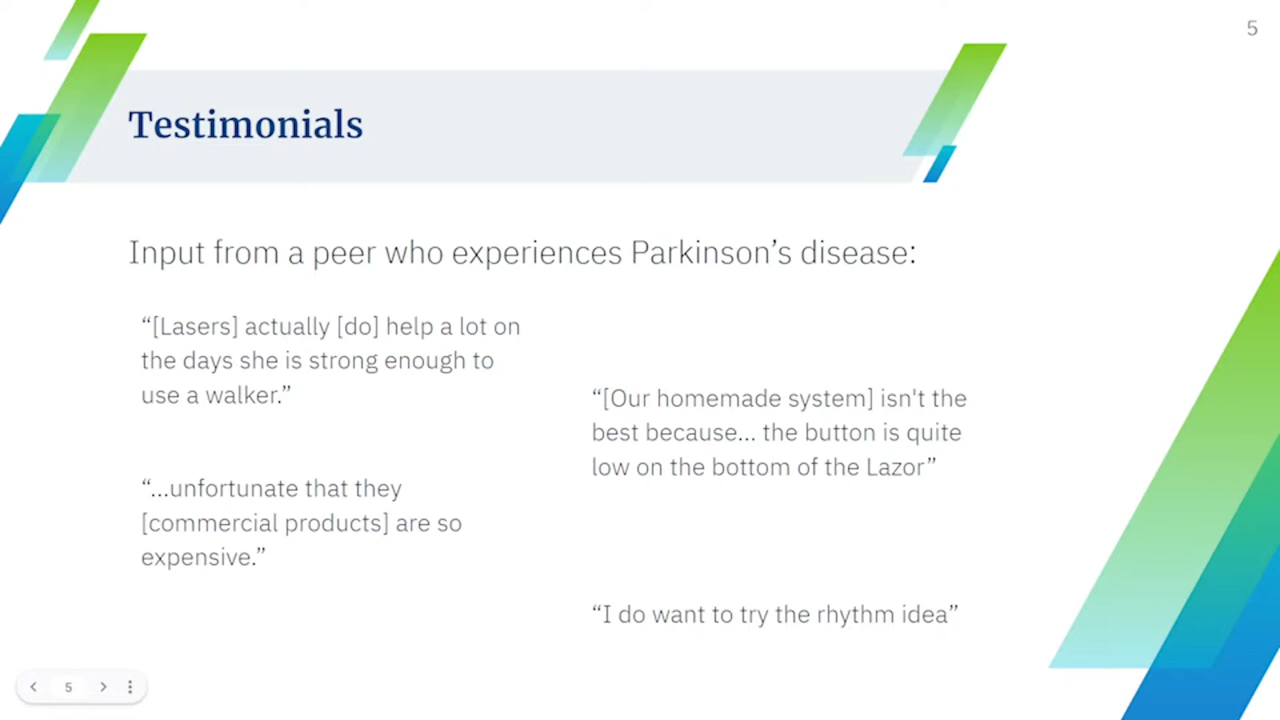 5
Testimonials
Input from a peer who experiences Parkinson’s disease:
“[Lasers] actually [do] help a lot on
the days she is strong enough to
use a walker.”
“...unfortunate that they
[commercial products] are so
expensive.”
“[Our homemade system] isn't the
best because... the button is quite
low on the bottom of the Lazor”
“I do want to try the rhythm idea”
5